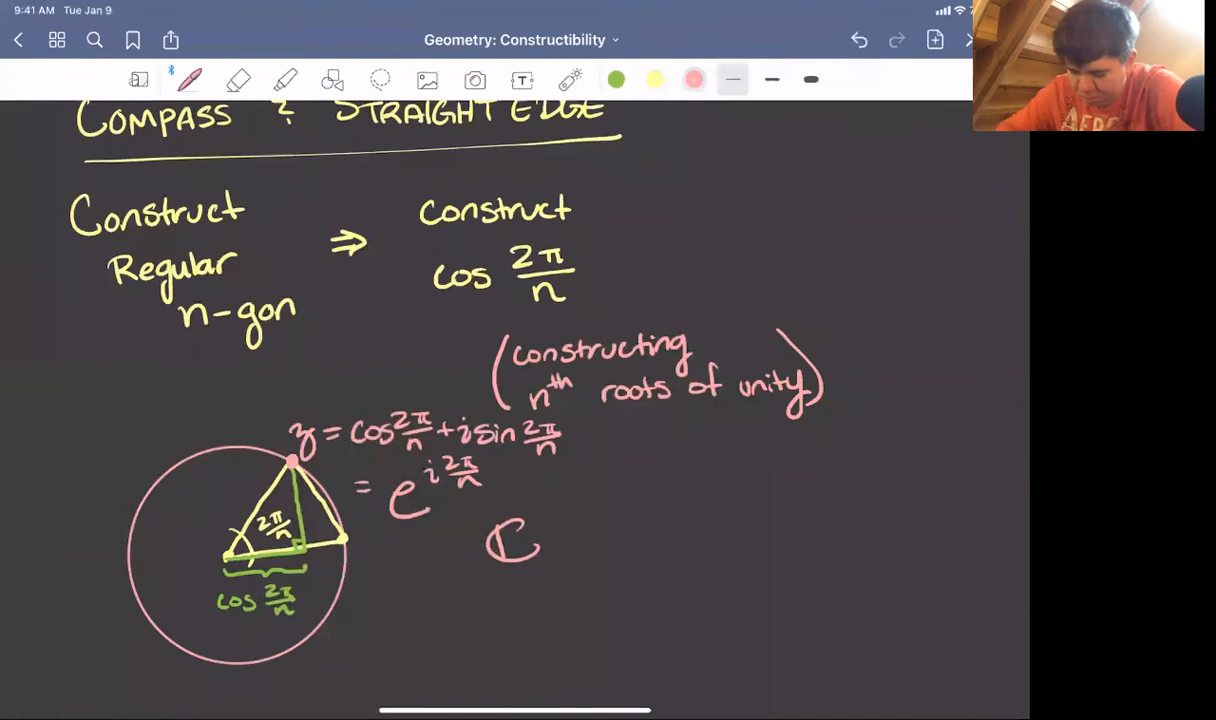 9:41 AM Tue Jan 9
Geometry: Constructibility
COMPASS & STRAIGHT EDGE
Construct
Regular
n-gon
⇒
Construct
cos 2π/n
(constructing
nth roots of unity)
z = cos 2π/n + i sin 2π/n
= e^{i 2π/n}
ℂ
2π/n
cos 2π/n